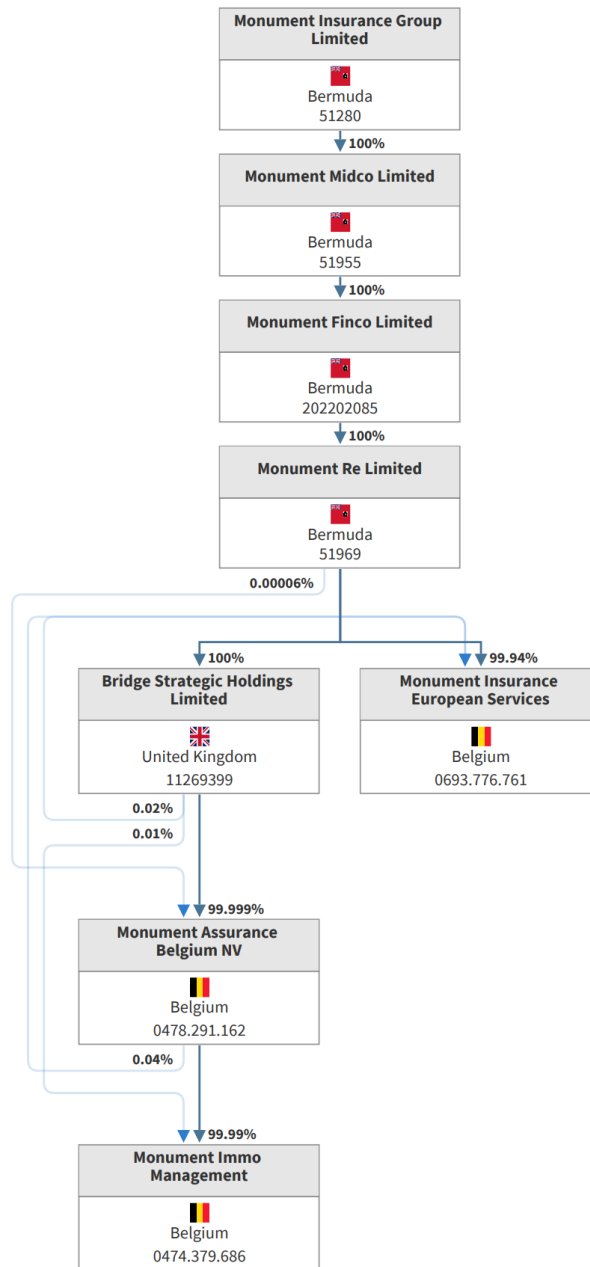 Monument Insurance Group
Limited
Bermuda
51280
100%
Monument Midco Limited
Bermuda
51955
100%
Monument Finco Limited
Bermuda
202202085
100%
Monument Re Limited
Bermuda
51969
0.00006%
100%
99.94%
Bridge Strategic Holdings
Limited
United Kingdom
11269399
Monument Insurance
European Services
Belgium
0693.776.761
0.02%
0.01%
99.999%
Monument Assurance
Belgium NV
Belgium
0478.291.162
0.04%
99.99%
Monument Immo
Management
Belgium
0474.379.686